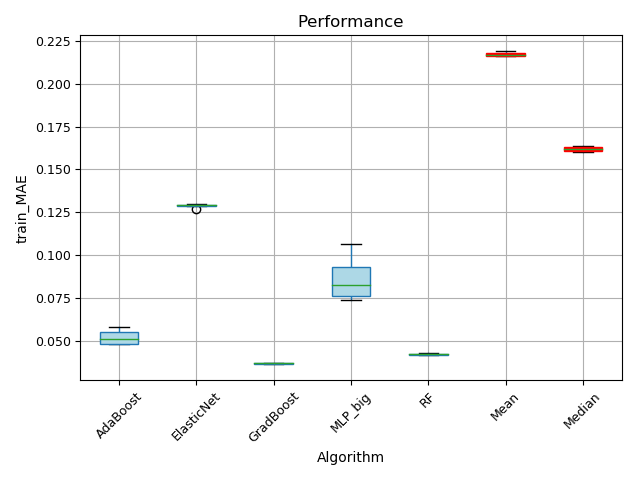 Performance
train_MAE
0.225
0.200
0.175
0.150
0.125
0.100
0.075
0.050
AdaBoost
ElasticNet
GradBoost
MLP_big
RF
Mean
Median
Algorithm